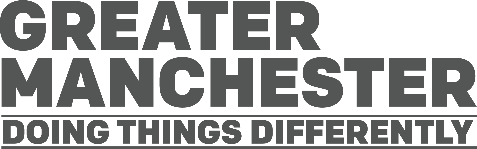 GREATER
MANCHESTER
DOING THINGS DIFFERENTLY